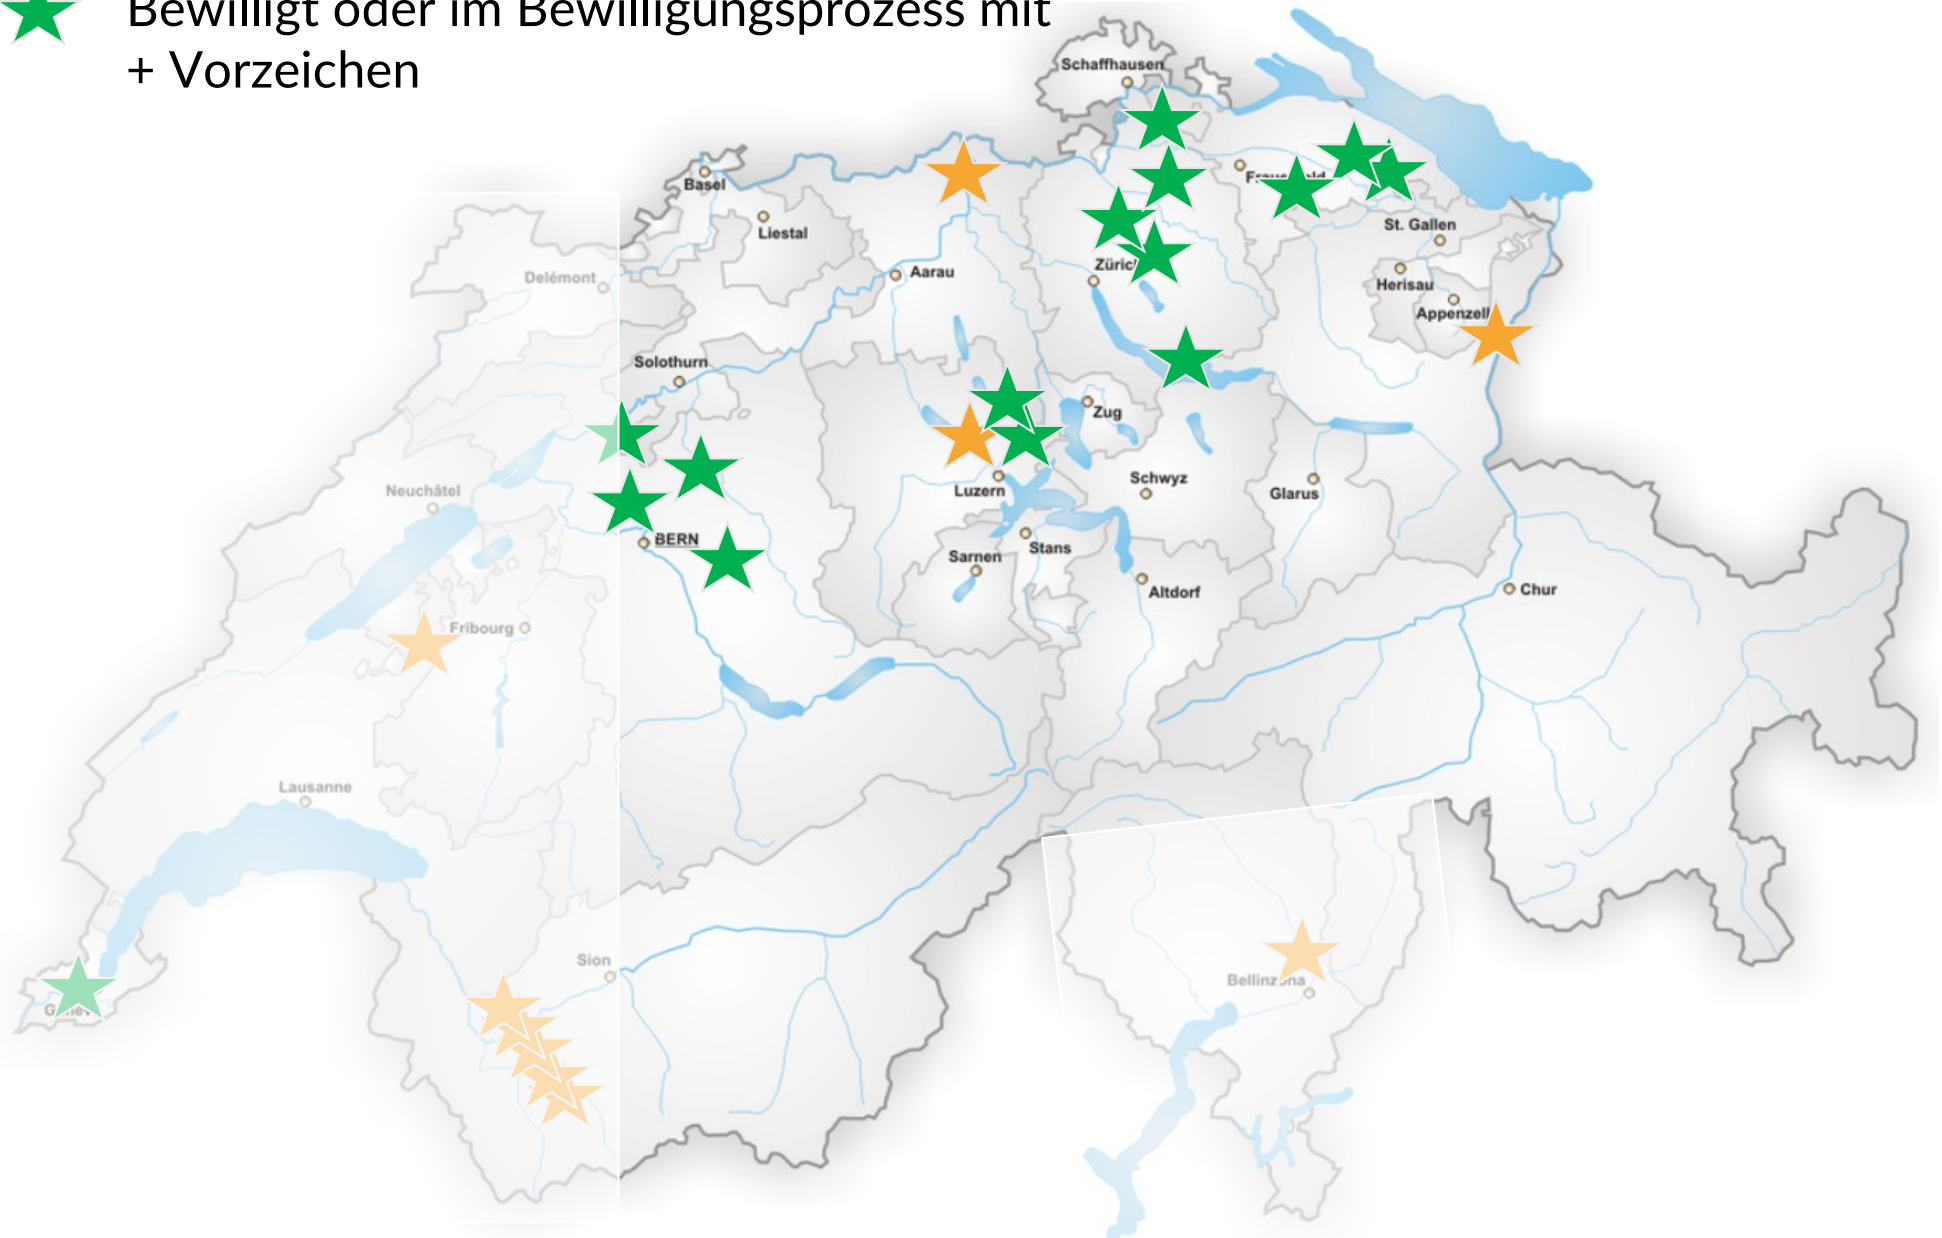 Bewilligt oder im Bewilligungsprozess mit
+ Vorzeichen
Schaffhausen
Basel
Liestal
St. Gallen
Delémont
Aarau
Herisau
Appenzell
Solothurn
Zug
Neuchâtel
Luzern
Schwyz
Glarus
BERN
Stans
Sarnen
Altdorf
Chur
Fribourg
Lausanne
Sion